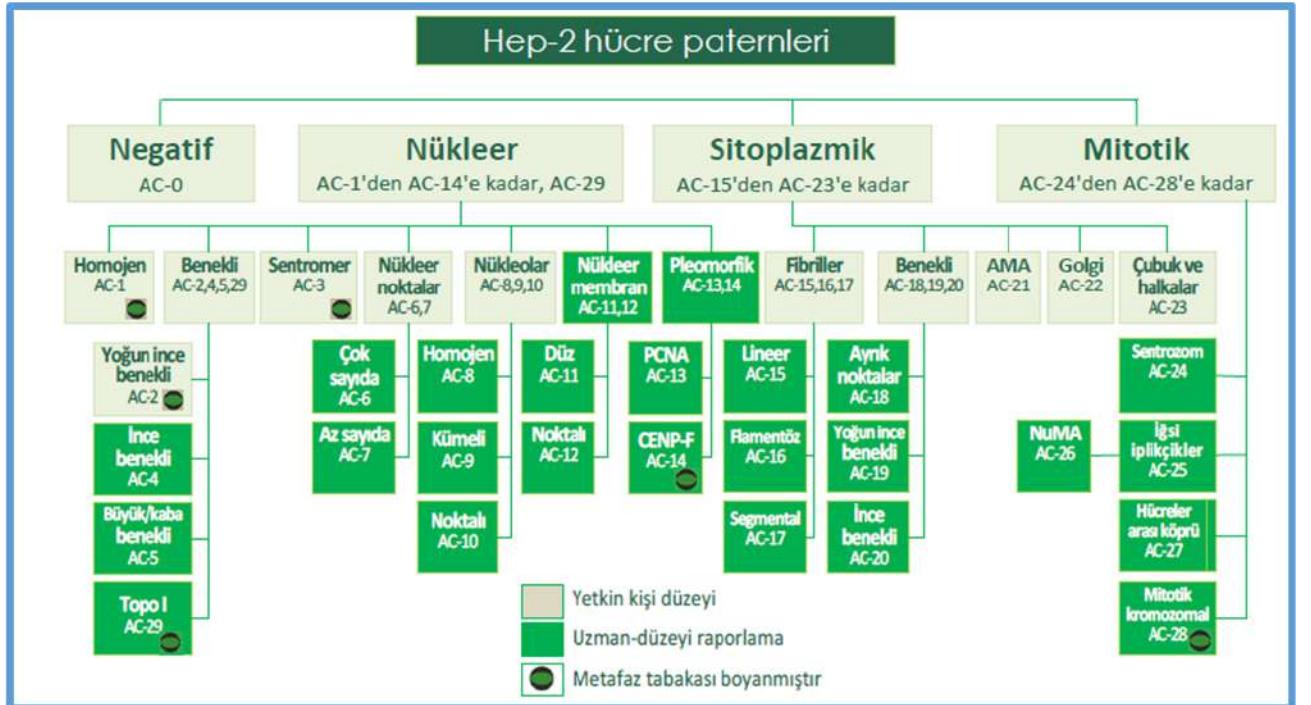 Hep-2 hücre paternleri
Negatif
AC-0
Nükleer
AC-1'den AC-14'e kadar, AC-29
Sitoplazmik
AC-15'den AC-23'e kadar
Mitotik
AC-24'den AC-28'e kadar
Homojen
AC-1
Benekli
AC-2,4,5,29
Sentromer
AC-3
Nükleer
noktalar
AC-6,7
Nükleolar
AC-8,9,10
Nükleer
membran
AC-11,12
Pleomorfik
AC-13,14
Fibriller
AC-15,16,17
Benekli
AC-18,19,20
AMA
AC-21
Golgi
AC-22
Çubuk ve
halkalar
AC-23
Yoğun ince
benekli
AC-2
İnce
benekli
AC-4
Büyük/kaba
benekli
AC-5
Topo I
AC-29
Çok
sayıda
AC-6
Az sayıda
AC-7
Homojen
AC-8
Kümeli
AC-9
Noktalı
AC-10
Düz
AC-11
Noktalı
AC-12
PCNA
AC-13
CENP-F
AC-14
Lineer
AC-15
Flamentöz
AC-16
Segmental
AC-17
Ayrık
noktalar
AC-18
Yoğun ince
benekli
AC-19
İnce
benekli
AC-20
Sentrozom
AC-24
NuMA
AC-26
İğsi
iplikçikler
AC-25
Hücreler
arası köprü
AC-27
Mitotik
kromozomal
AC-28
Yetkin kişi düzeyi
Uzman-düzeyi raporlama
Metafaz tabakası boyanmıştır